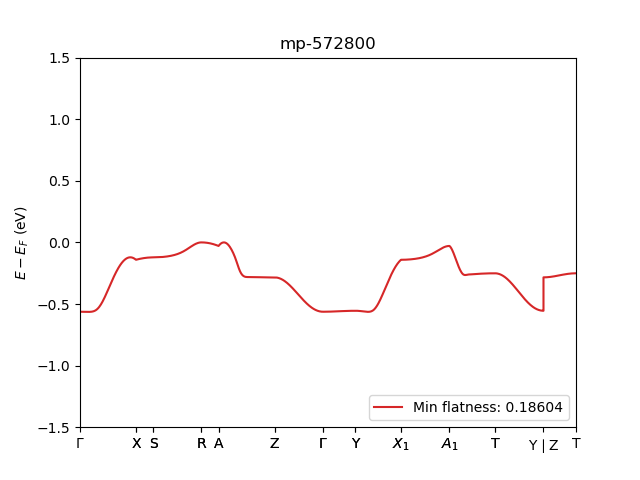 mp-572800
1.5
1.0
0.5
0.0
−0.5
−1.0
−1.5
E − E_F (eV)
Min flatness: 0.18604
Γ X S R A Z Γ Y X₁ A₁ T Y | Z T